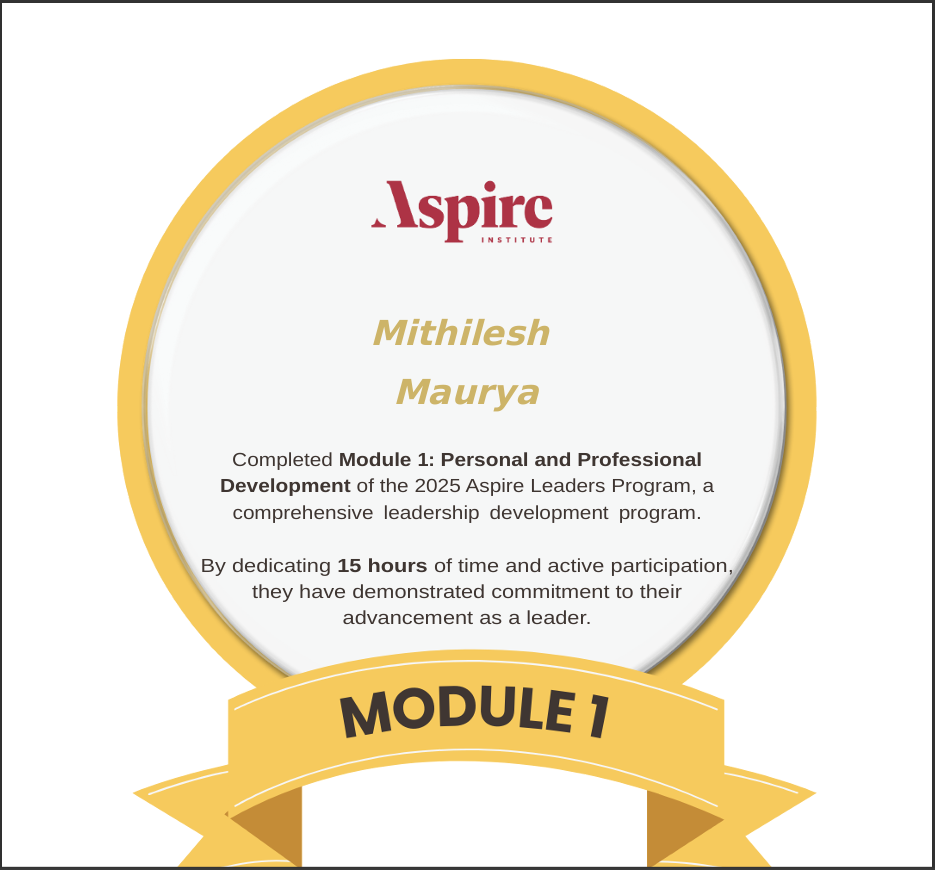 Aspire
INSTITUTE
Mithilesh
Maurya
Completed Module 1: Personal and Professional
Development of the 2025 Aspire Leaders Program, a
comprehensive leadership development program.
By dedicating 15 hours of time and active participation,
they have demonstrated commitment to their
advancement as a leader.
MODULE 1